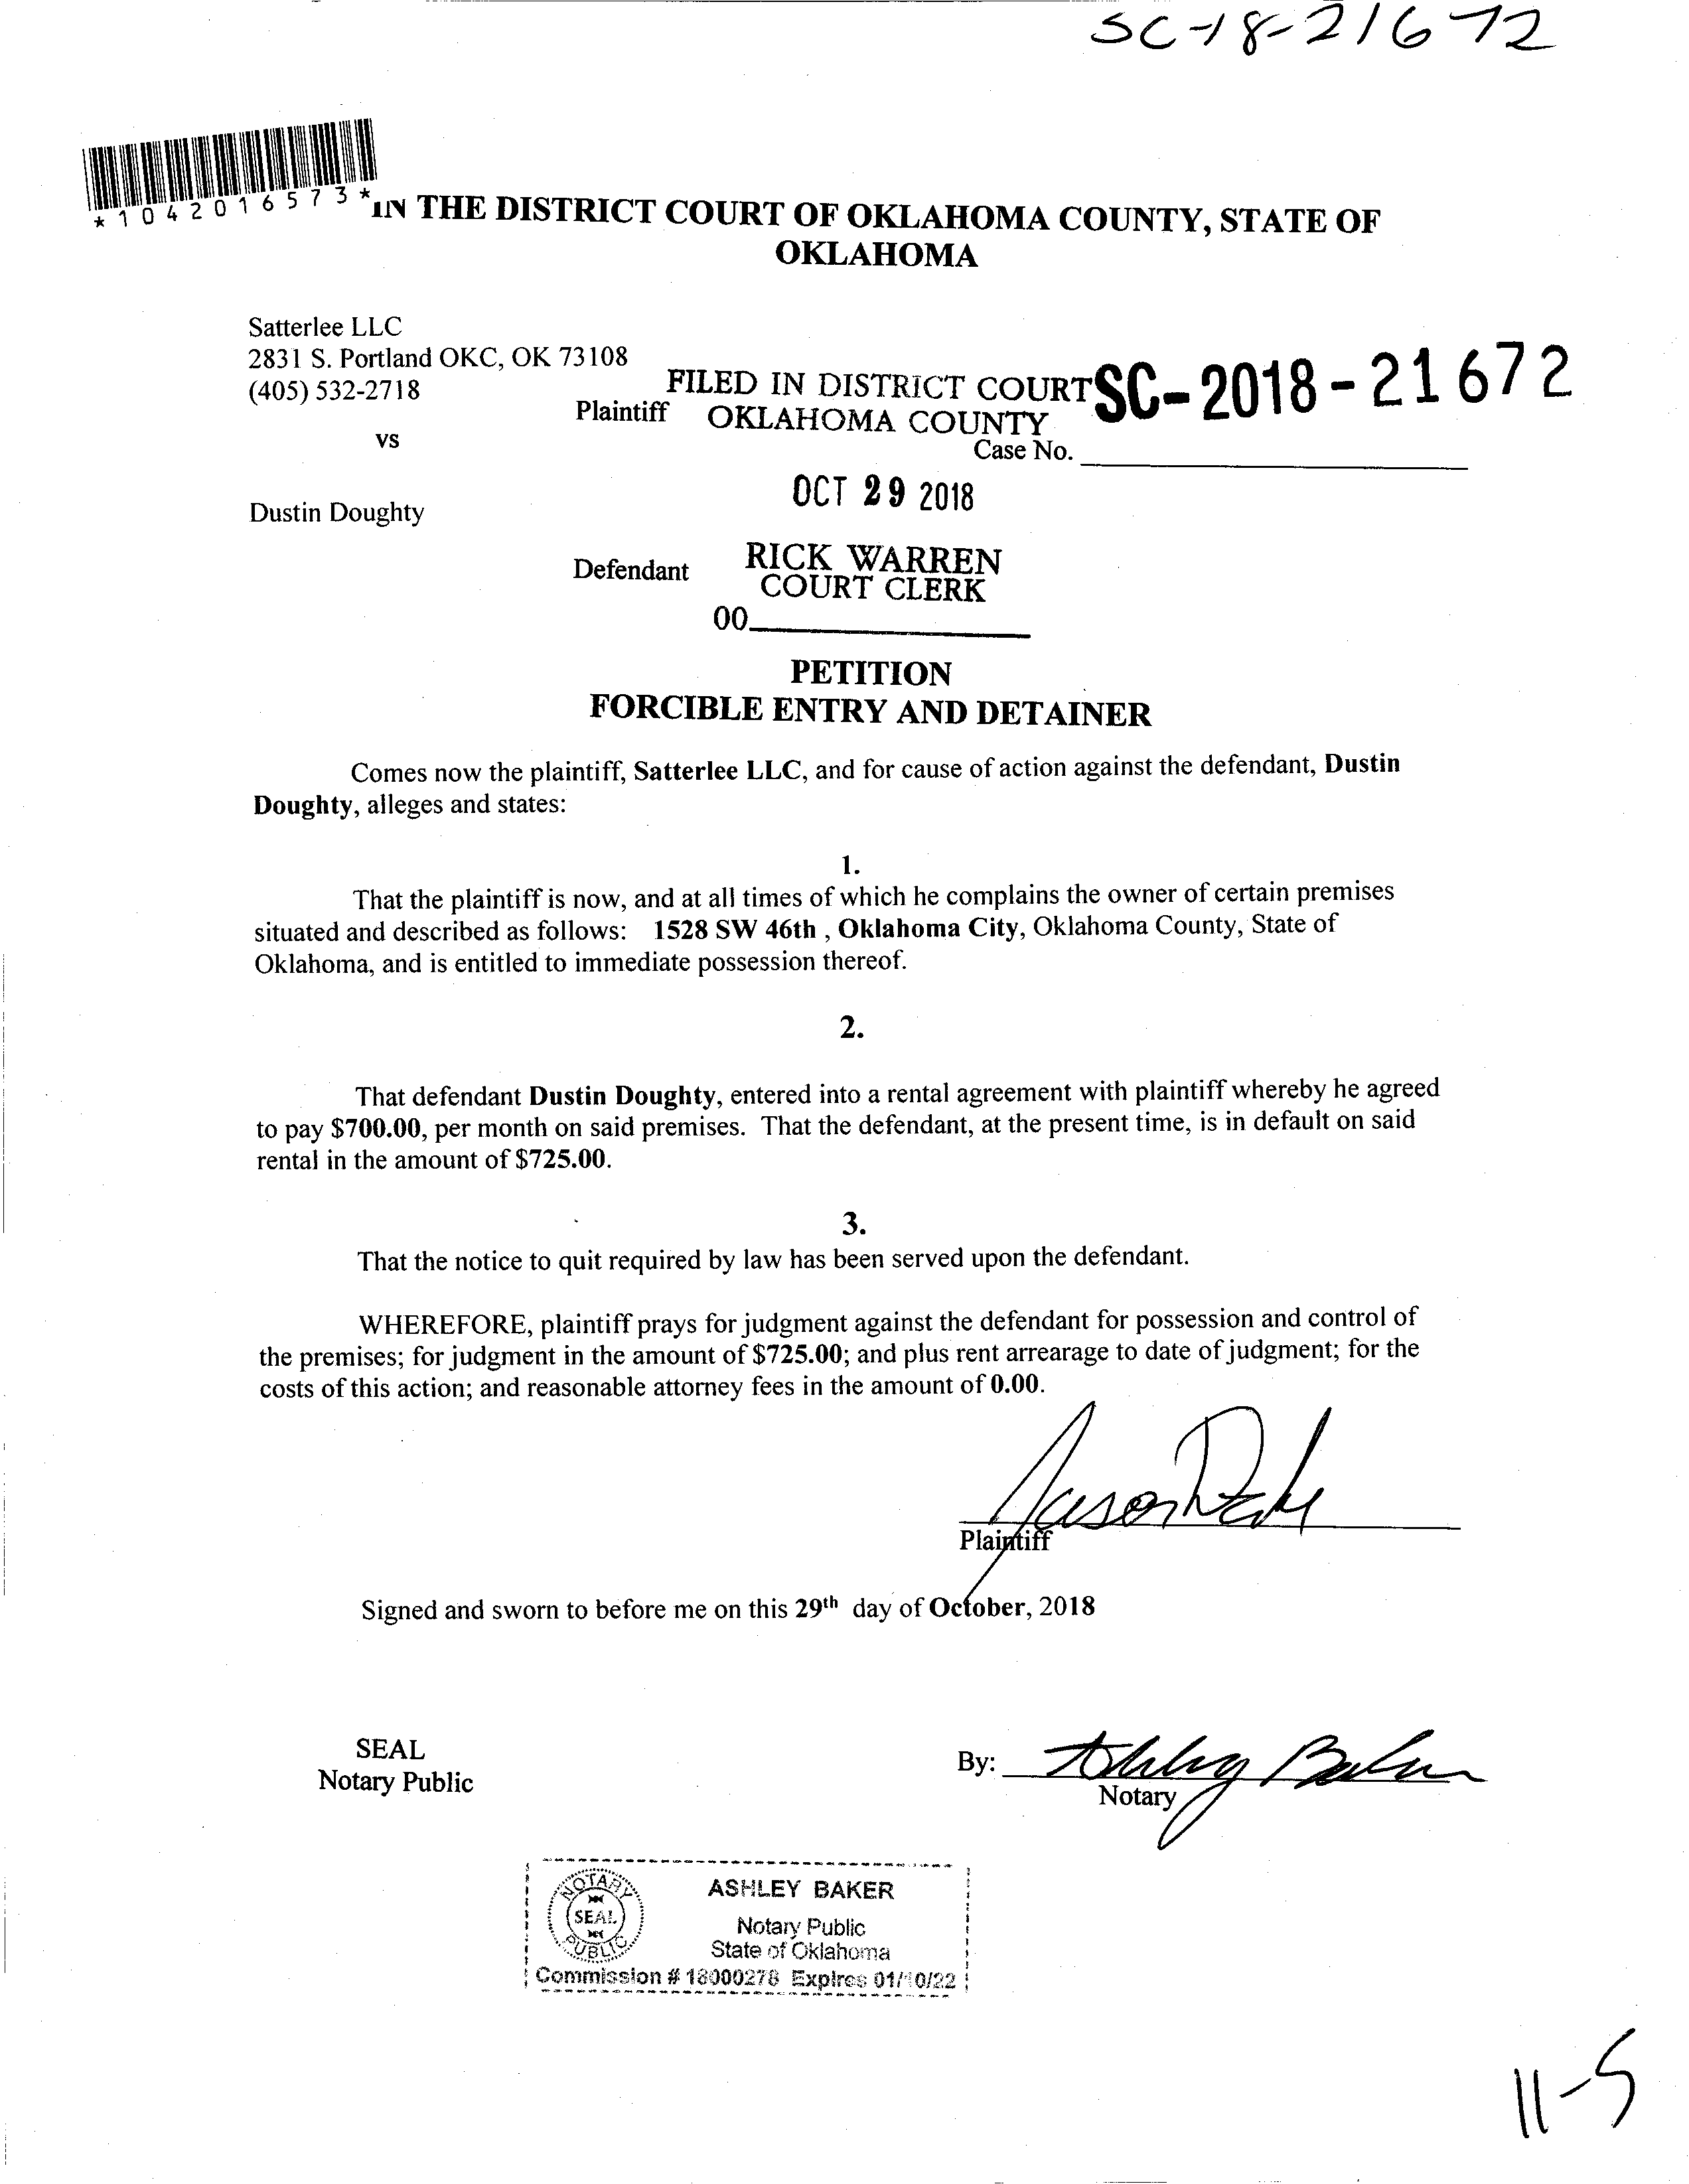 SC-18-21672
*1042016573*
IN THE DISTRICT COURT OF OKLAHOMA COUNTY, STATE OF
OKLAHOMA
Satterlee LLC
2831 S. Portland OKC, OK 73108
(405) 532-2718
FILED IN DISTRICT COURT
OKLAHOMA COUNTY
SC-2018-21672
Plaintiff
vs
Case No.
OCT 29 2018
Dustin Doughty
Defendant
RICK WARREN
COURT CLERK
00
PETITION
FORCIBLE ENTRY AND DETAINER
Comes now the plaintiff, Satterlee LLC, and for cause of action against the defendant, Dustin
Doughty, alleges and states:
1.
That the plaintiff is now, and at all times of which he complains the owner of certain premises
situated and described as follows: 1528 SW 46th , Oklahoma City, Oklahoma County, State of
Oklahoma, and is entitled to immediate possession thereof.
2.
That defendant Dustin Doughty, entered into a rental agreement with plaintiff whereby he agreed
to pay $700.00, per month on said premises. That the defendant, at the present time, is in default on said
rental in the amount of $725.00.
3.
That the notice to quit required by law has been served upon the defendant.
WHEREFORE, plaintiff prays for judgment against the defendant for possession and control of
the premises; for judgment in the amount of $725.00; and plus rent arrearage to date of judgment; for the
costs of this action; and reasonable attorney fees in the amount of 0.00.
Jason
Plaintiff
Signed and sworn to before me on this 29th day of October, 2018
SEAL
Notary Public
By: Ashley Baker
Notary
NOTARY
SEAL
PUBLIC
ASHLEY BAKER
Notary Public
State of Oklahoma
Commission # 18000278 Expires 01/10/22
11-5